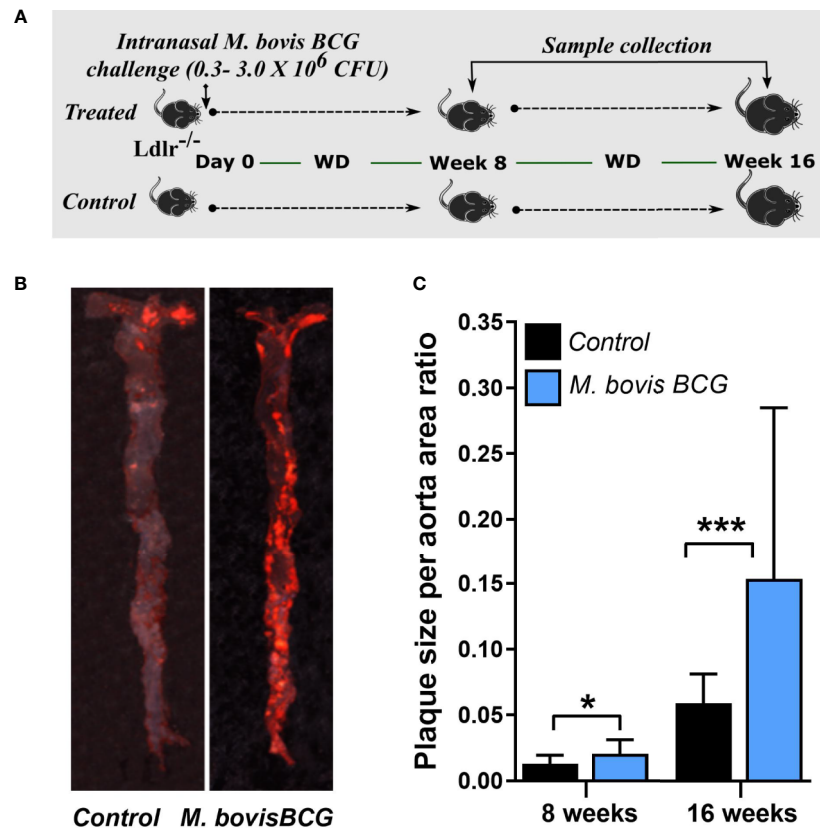 A
Intranasal M. bovis BCG
challenge (0.3- 3.0 X 10⁶ CFU)
Sample collection
Treated
Ldlr⁻/⁻
Day 0 WD Week 8 WD Week 16
Control
B
Control M. bovisBCG
C
Plaque size per aorta area ratio
0.35
0.30
0.25
0.20
0.15
0.10
0.05
0.00
Control
M. bovis BCG
*
***
8 weeks 16 weeks